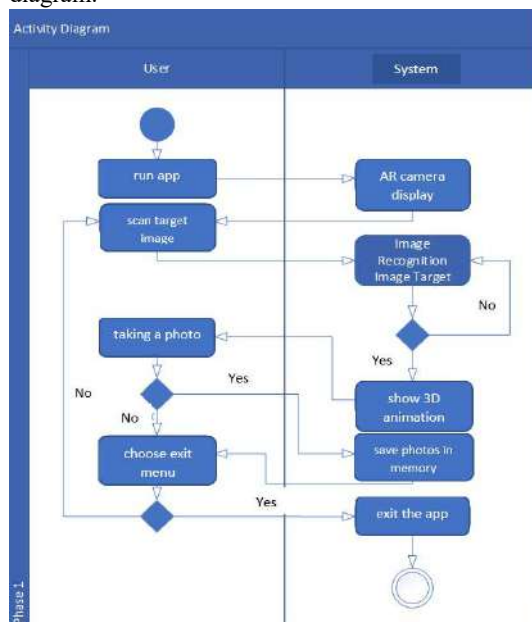 diagram.
Activity Diagram
User
System
run app
AR camera
display
scan target
image
Image
Recognition
Image Target
No
taking a photo
Yes
show 3D
animation
Yes
No
No
choose exit
menu
save photos in
memory
Yes
exit the app
Phase 1